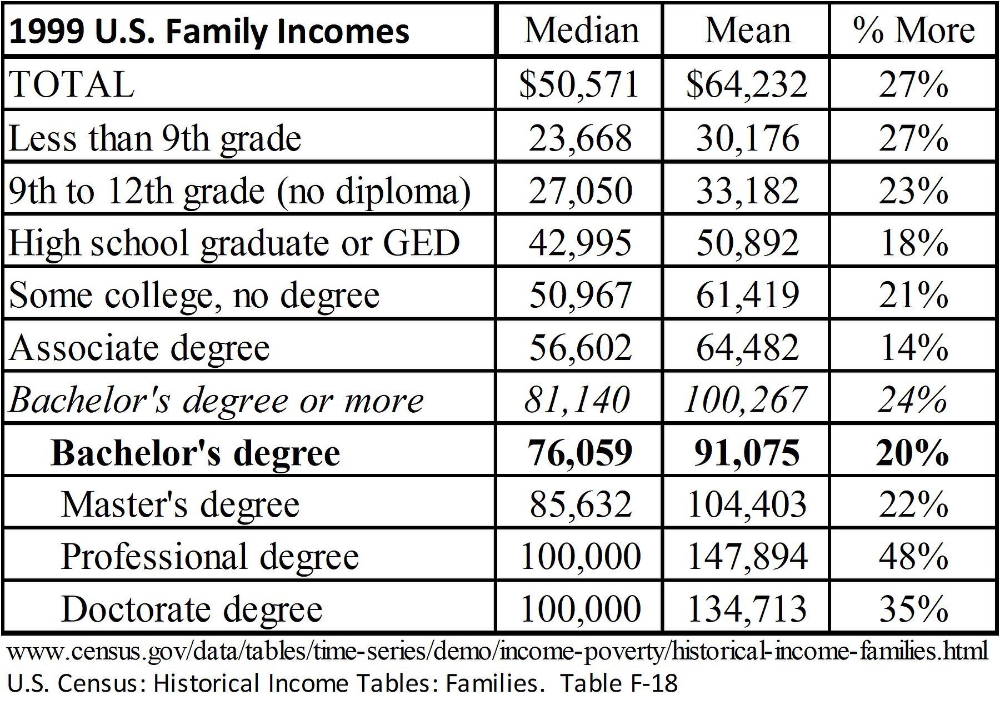 1999 U.S. Family Incomes Median Mean % More
TOTAL $50,571 $64,232 27%
Less than 9th grade 23,668 30,176 27%
9th to 12th grade (no diploma) 27,050 33,182 23%
High school graduate or GED 42,995 50,892 18%
Some college, no degree 50,967 61,419 21%
Associate degree 56,602 64,482 14%
Bachelor's degree or more 81,140 100,267 24%
Bachelor's degree 76,059 91,075 20%
Master's degree 85,632 104,403 22%
Professional degree 100,000 147,894 48%
Doctorate degree 100,000 134,713 35%
www.census.gov/data/tables/time-series/demo/income-poverty/historical-income-families.html
U.S. Census: Historical Income Tables: Families. Table F-18